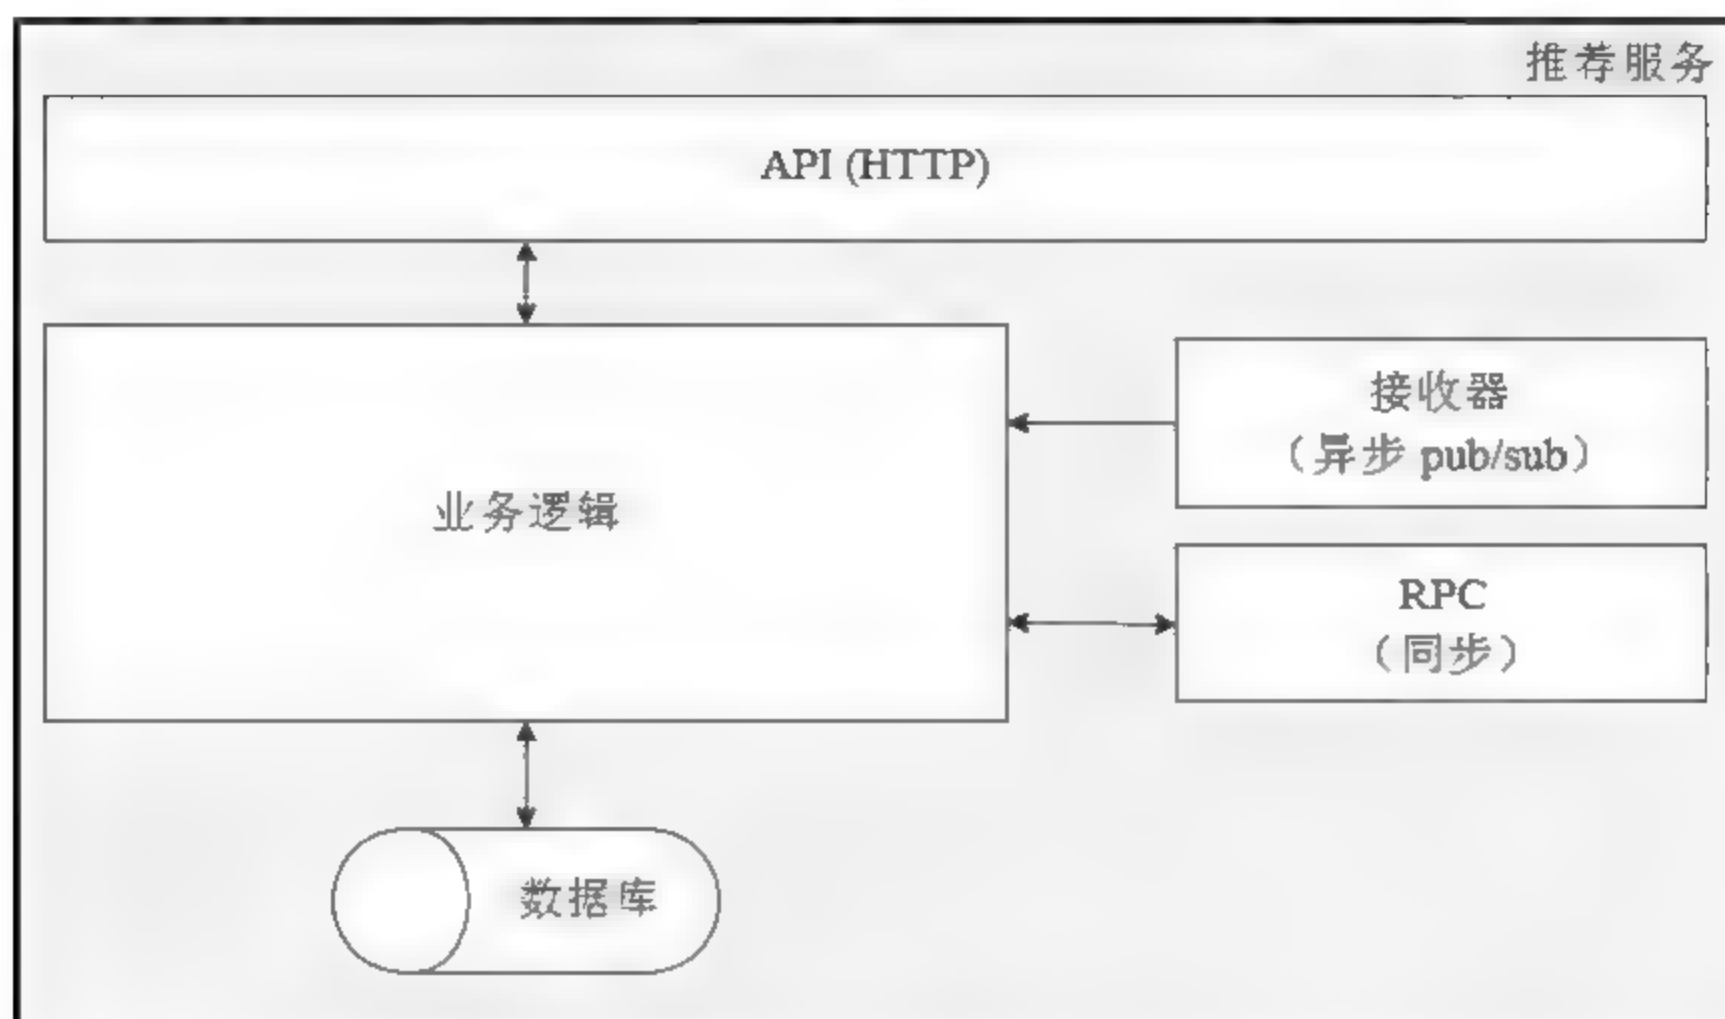 推荐服务
API (HTTP)
接收器
（异步 pub/sub）
业务逻辑
RPC
（同步）
数据库